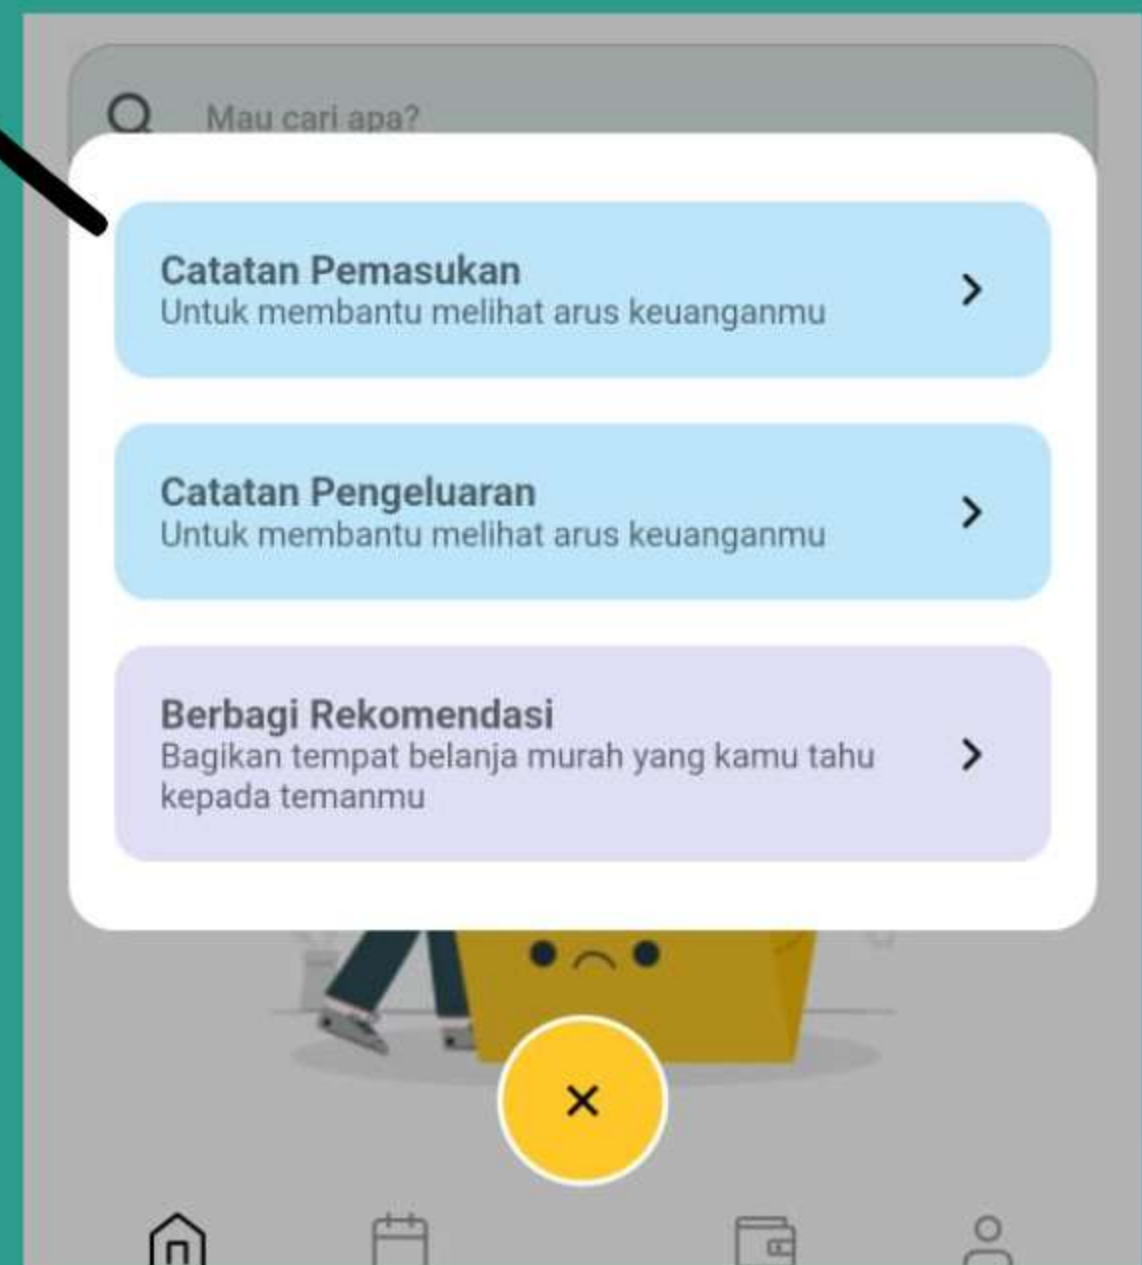 Mau cari apa?
Catatan Pemasukan
Untuk membantu melihat arus keuanganmu
Catatan Pengeluaran
Untuk membantu melihat arus keuanganmu
Berbagi Rekomendasi
Bagikan tempat belanja murah yang kamu tahu
kepada temanmu